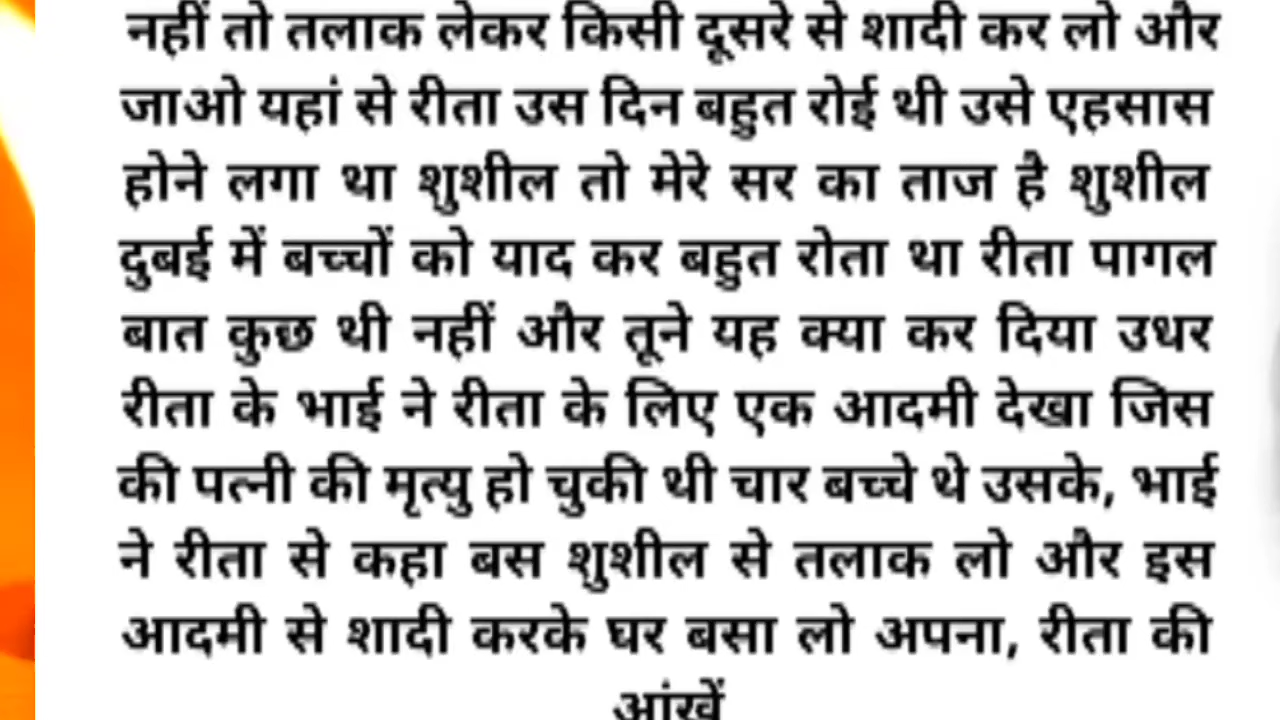 नहीं तो तलाक लेकर किसी दूसरे से शादी कर लो और
जाओ यहां से रीता उस दिन बहुत रोई थी उसे एहसास
होने लगा था शुशील तो मेरे सर का ताज है शुशील
दुबई में बच्चों को याद कर बहुत रोता था रीता पागल
बात कुछ थी नहीं और तूने यह क्या कर दिया उधर
रीता के भाई ने रीता के लिए एक आदमी देखा जिस
की पत्नी की मृत्यु हो चुकी थी चार बच्चे थे उसके, भाई
ने रीता से कहा बस शुशील से तलाक लो और इस
आदमी से शादी करके घर बसा लो अपना, रीता की
आंखें